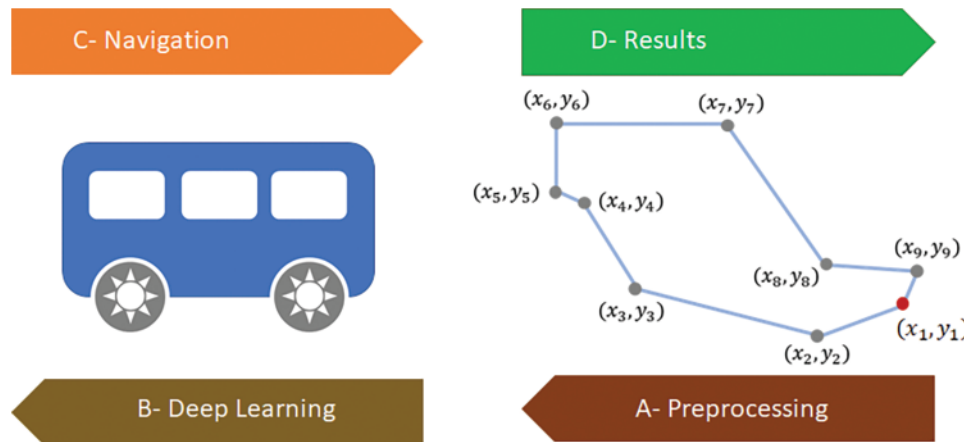 C- Navigation
D- Results
(x₆, y₆)
(x₇, y₇)
(x₅, y₅)
(x₄, y₄)
(x₉, y₉)
(x₈, y₈)
(x₃, y₃)
(x₁, y₁)
(x₂, y₂)
B- Deep Learning
A- Preprocessing